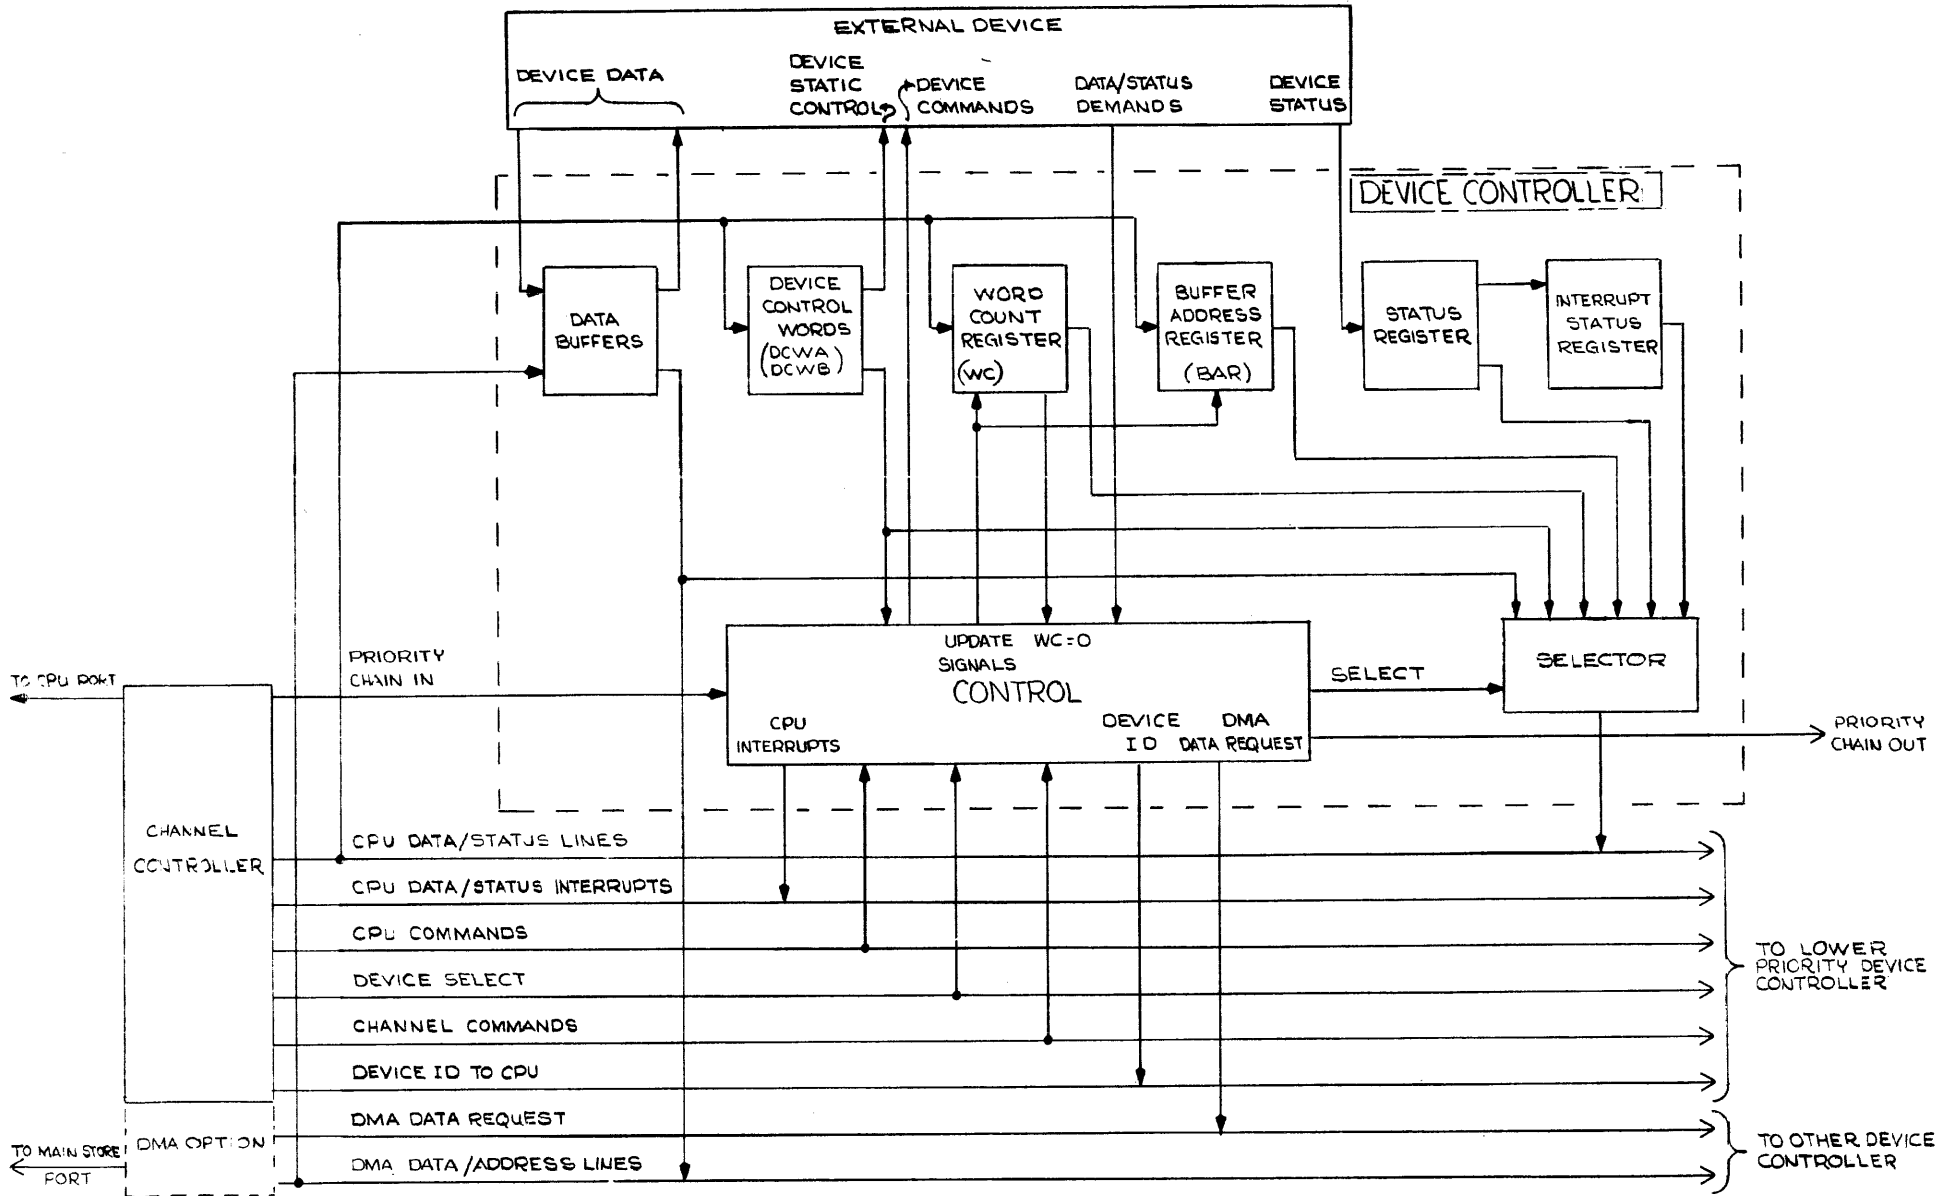 EXTERNAL DEVICE
DEVICE DATA
DEVICE
STATIC
CONTROL
DEVICE
COMMANDS
DATA/STATUS
DEMANDS
DEVICE
STATUS
DEVICE CONTROLLER
DATA
BUFFERS
DEVICE
CONTROL
WORDS
(DCWA
DCWB)
WORD
COUNT
REGISTER
(WC)
BUFFER
ADDRESS
REGISTER
(BAR)
STATUS
REGISTER
INTERRUPT
STATUS
REGISTER
UPDATE WC=0
SIGNALS
CONTROL
CPU
INTERRUPTS
DEVICE
ID
DMA
DATA REQUEST
SELECT
SELECTOR
PRIORITY
CHAIN IN
PRIORITY
CHAIN OUT
TO CPU PORT
CHANNEL
CONTROLLER
CPU DATA/STATUS LINES
CPU DATA/STATUS INTERRUPTS
CPU COMMANDS
DEVICE SELECT
CHANNEL COMMANDS
DEVICE ID TO CPU
DMA DATA REQUEST
DMA DATA/ADDRESS LINES
TO LOWER
PRIORITY DEVICE
CONTROLLER
DMA OPTION
TO MAIN STORE
PORT
TO OTHER DEVICE
CONTROLLER